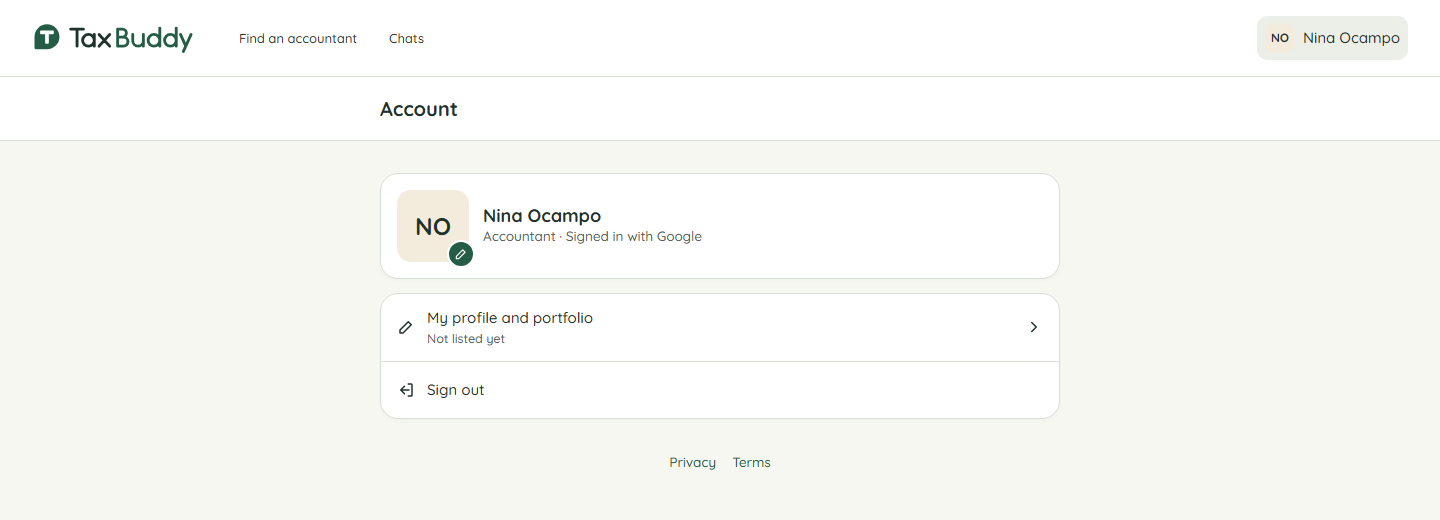 TaxBuddy
Find an accountant
Chats
NO
Nina Ocampo
Account
NO
Nina Ocampo
Accountant · Signed in with Google
My profile and portfolio
Not listed yet
Sign out
Privacy
Terms